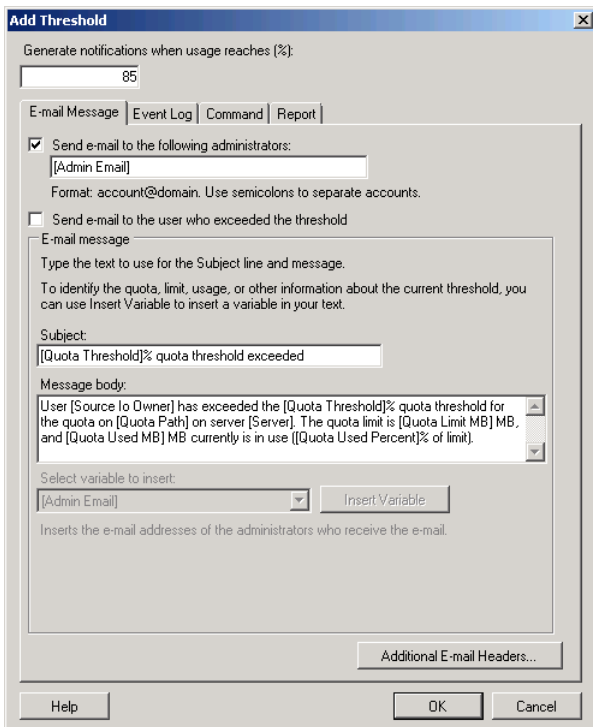 Add Threshold
Generate notifications when usage reaches (%):
85
E-mail Message Event Log Command Report
Send e-mail to the following administrators:
[Admin Email]
Format: account@domain. Use semicolons to separate accounts.
Send e-mail to the user who exceeded the threshold
E-mail message
Type the text to use for the Subject line and message.
To identify the quota, limit, usage, or other information about the current threshold, you
can use Insert Variable to insert a variable in your text.
Subject:
[Quota Threshold]% quota threshold exceeded
Message body:
User [Source Io Owner] has exceeded the [Quota Threshold]% quota threshold for
the quota on [Quota Path] on server [Server]. The quota limit is [Quota Limit MB] MB,
and [Quota Used MB] MB currently is in use ([Quota Used Percent]% of limit).
Select variable to insert:
[Admin Email] Insert Variable
Inserts the e-mail addresses of the administrators who receive the e-mail.
Additional E-mail Headers...
Help OK Cancel